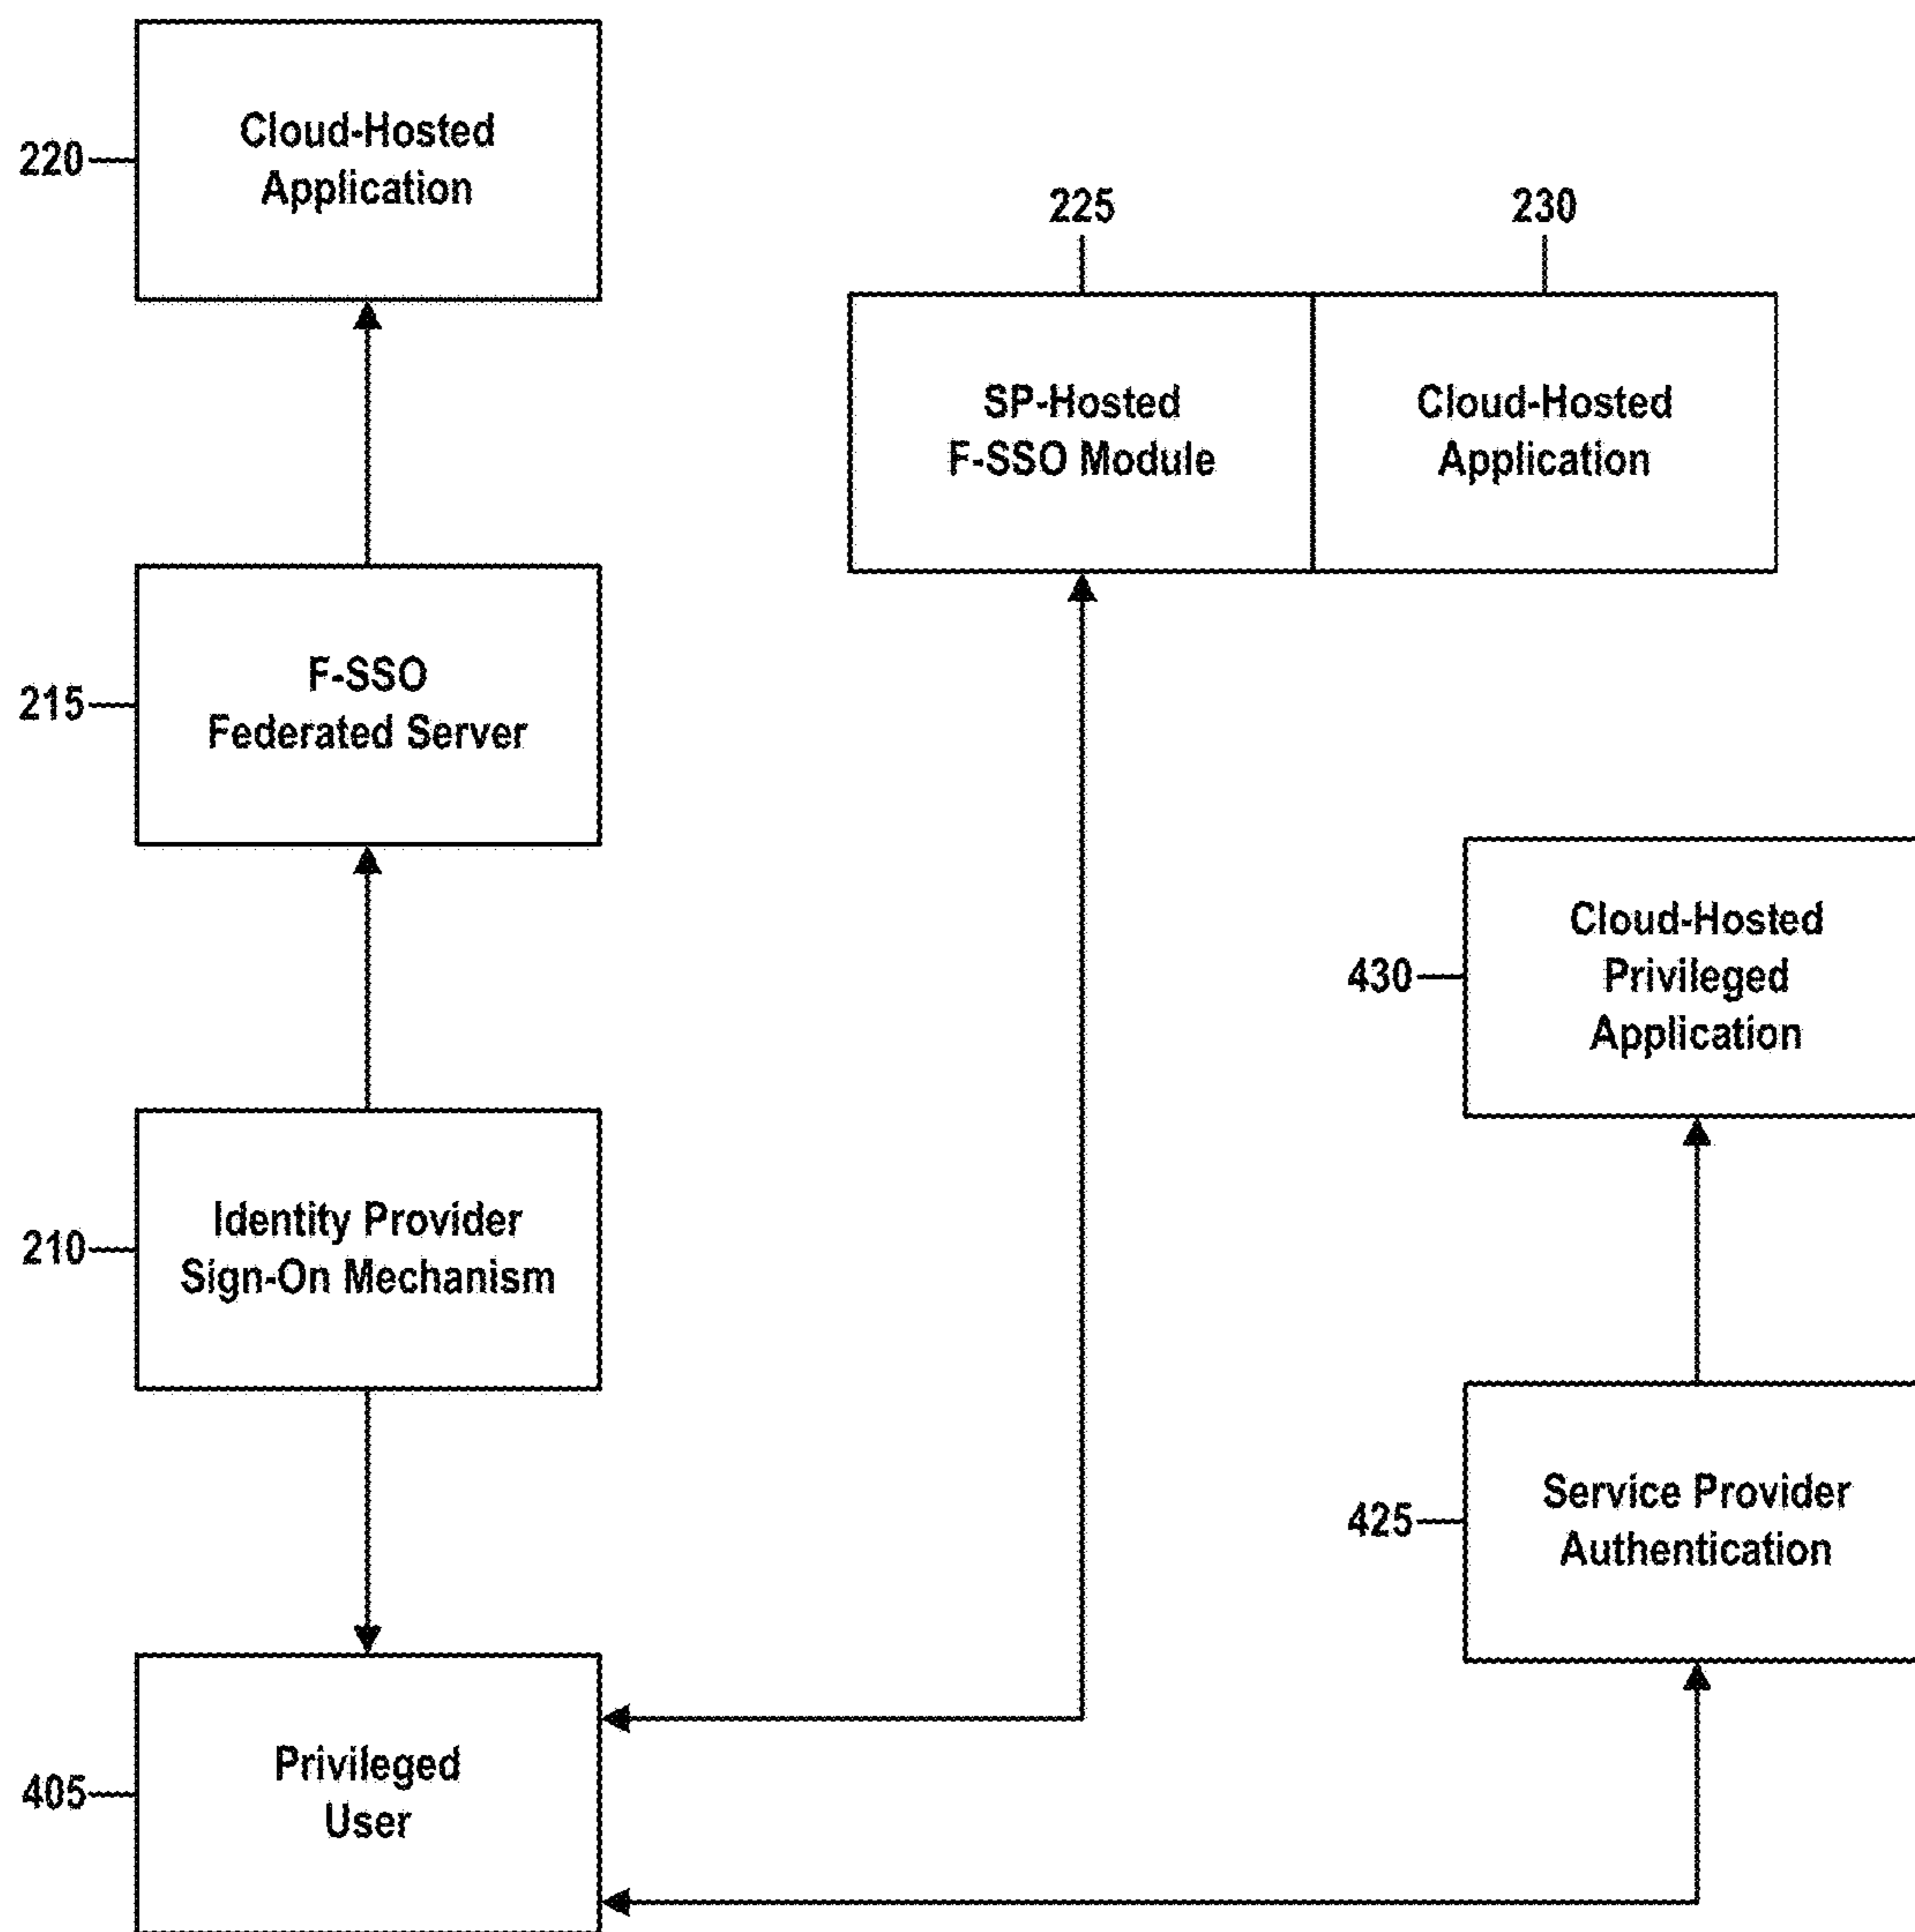 220
Cloud-Hosted
Application
225
230
SP-Hosted
F-SSO Module
Cloud-Hosted
Application
215
F-SSO
Federated Server
430
Cloud-Hosted
Privileged
Application
210
Identity Provider
Sign-On Mechanism
425
Service Provider
Authentication
405
Privileged
User